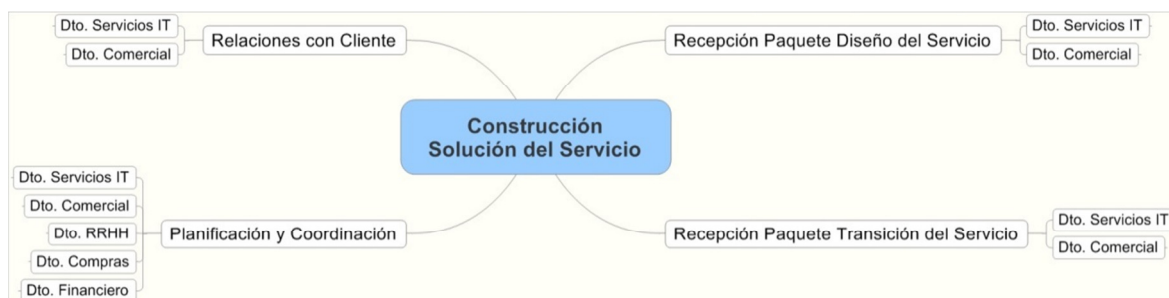 Dto. Servicios IT
Dto. Comercial
Relaciones con Cliente
Recepción Paquete Diseño del Servicio
Dto. Servicios IT
Dto. Comercial
Construcción
Solución del Servicio
Dto. Servicios IT
Dto. Comercial
Dto. RRHH
Dto. Compras
Dto. Financiero
Planificación y Coordinación
Recepción Paquete Transición del Servicio
Dto. Servicios IT
Dto. Comercial